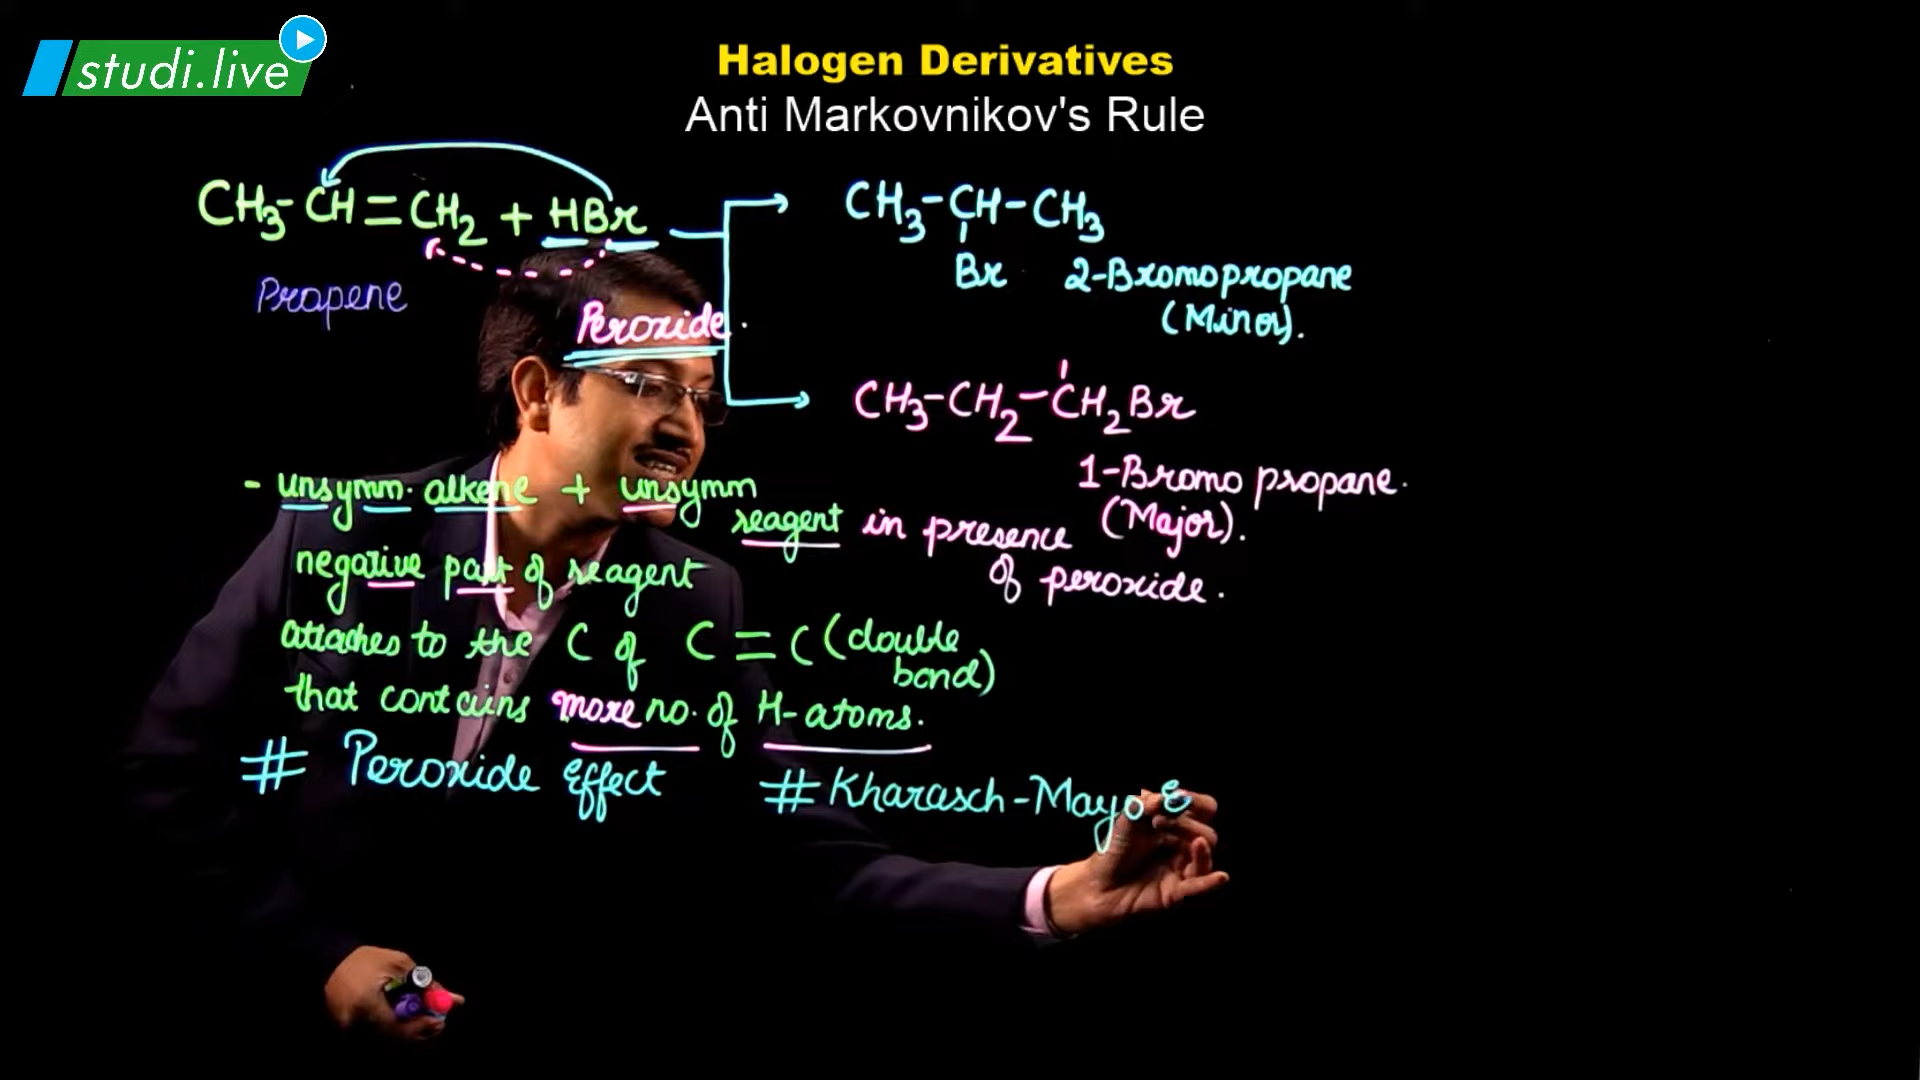 studi.live
Halogen Derivatives
Anti Markovnikov's Rule
CH3-CH=CH2 + HBr
Propene
Peroxide.
CH3-CH-CH3
Br
2-Bromopropane
(Minor).
CH3-CH2-CH2Br
1-Bromo propane.
(Major).
- unsymm. alkene + unsymm
reagent in presence
of peroxide.
negative part of reagent
attaches to the C of C=C (double
bond)
that contains more no. of H-atoms.
# Peroxide Effect # Kharasch-Mayo E